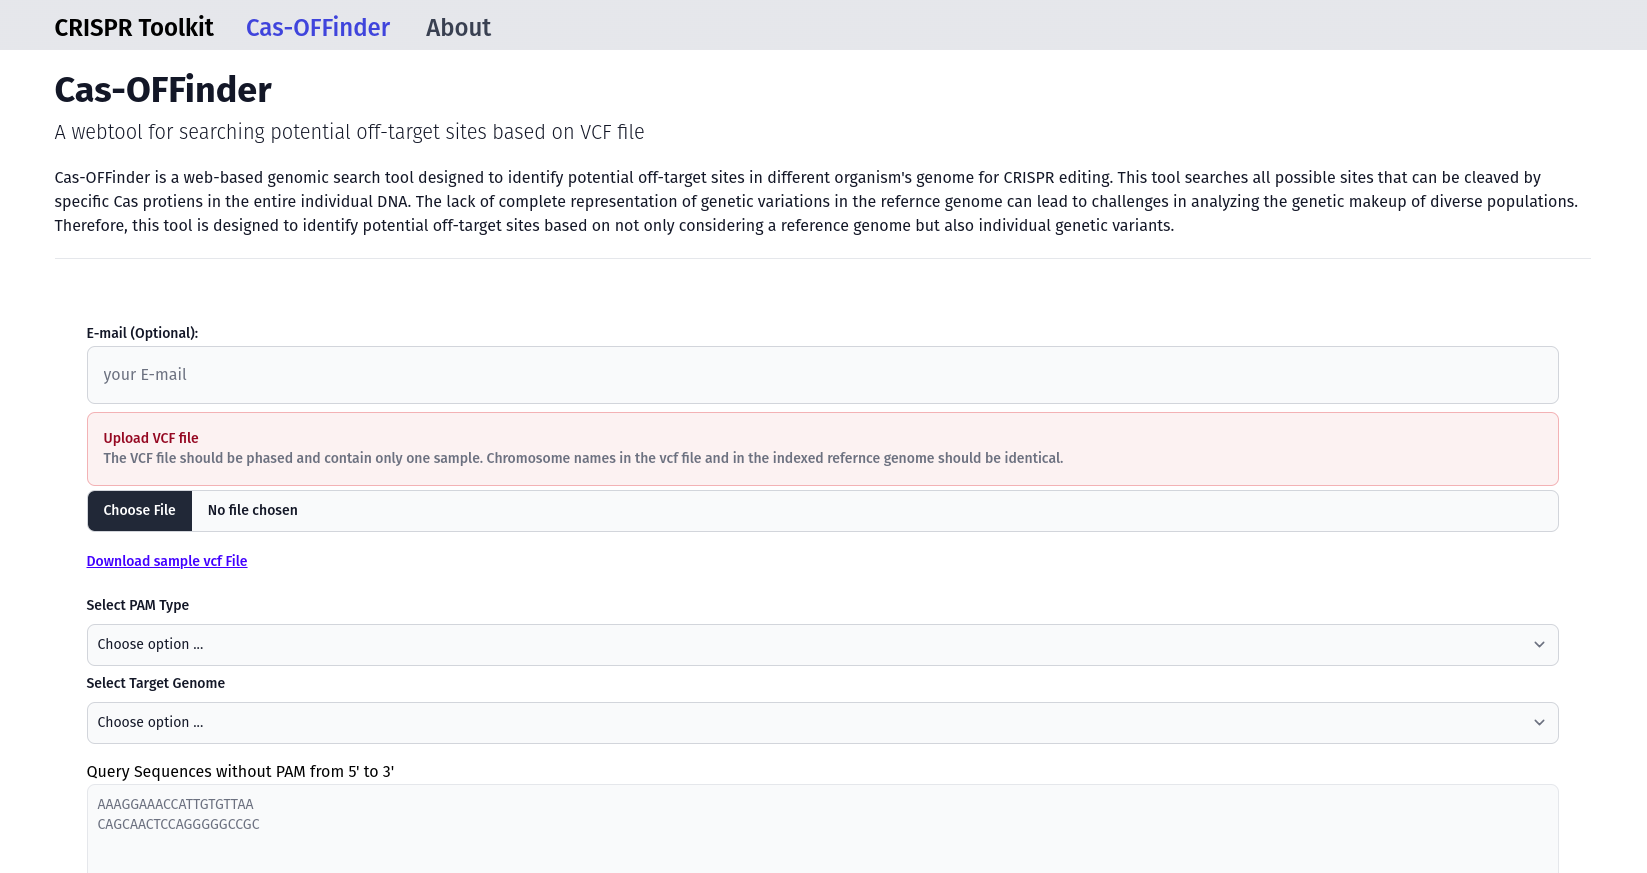 CRISPR Toolkit Cas-OFFinder About
Cas-OFFinder
A webtool for searching potential off-target sites based on VCF file
Cas-OFFinder is a web-based genomic search tool designed to identify potential off-target sites in different organism's genome for CRISPR editing. This tool searches all possible sites that can be cleaved by
specific Cas protiens in the entire individual DNA. The lack of complete representation of genetic variations in the refernce genome can lead to challenges in analyzing the genetic makeup of diverse populations.
Therefore, this tool is designed to identify potential off-target sites based on not only considering a reference genome but also individual genetic variants.
E-mail (Optional):
your E-mail
Upload VCF file
The VCF file should be phased and contain only one sample. Chromosome names in the vcf file and in the indexed refernce genome should be identical.
Choose File No file chosen
Download sample vcf File
Select PAM Type
Choose option ...
Select Target Genome
Choose option ...
Query Sequences without PAM from 5' to 3'
AAAGGAAACCATTGTGTTAA
CAGCAACTCCAGGGGGCCGC